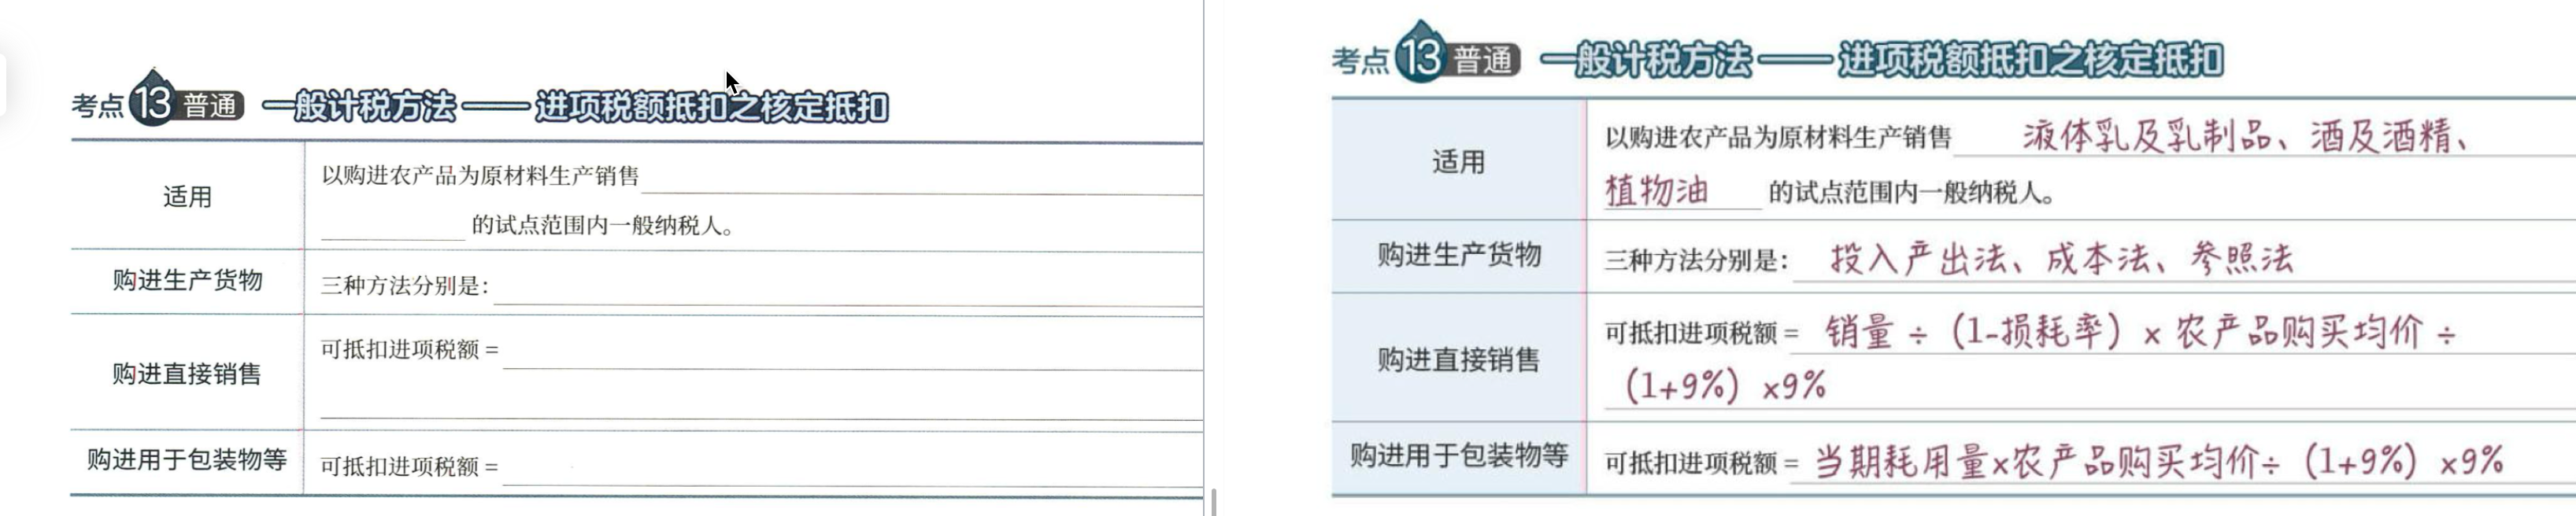 考点13 普通 一般计税方法——进项税额抵扣之核定抵扣
适用
以购进农产品为原材料生产销售
的试点范围内一般纳税人。
购进生产货物
三种方法分别是：
购进直接销售
可抵扣进项税额 =
购进用于包装物等
可抵扣进项税额 =
考点13 普通 一般计税方法——进项税额抵扣之核定抵扣
适用
以购进农产品为原材料生产销售 液体乳及乳制品、酒及酒精、
植物油 的试点范围内一般纳税人。
购进生产货物
三种方法分别是： 投入产出法、成本法、参照法
购进直接销售
可抵扣进项税额 = 销量 ÷（1-损耗率）× 农产品购买均价 ÷
（1+9%）×9%
购进用于包装物等
可抵扣进项税额 = 当期耗用量×农产品购买均价÷（1+9%）×9%